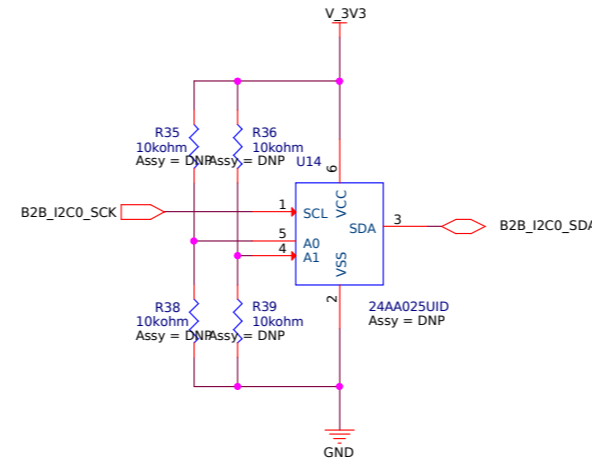 V_3V3
R35
10kohm
Assy = DNP
R36
10kohm
Assy = DNP
U14
6
VCC
B2B_I2C0_SCK
1
SCL
SDA
3
B2B_I2C0_SDA
5
A0
4
A1
VSS
2
R38
10kohm
Assy = DNP
R39
10kohm
Assy = DNP
24AA025UID
Assy = DNP
GND